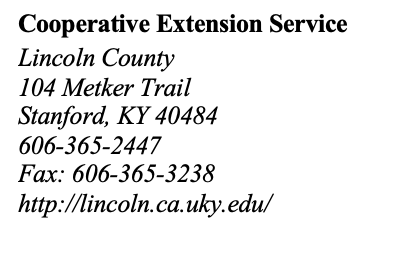 Cooperative Extension Service
Lincoln County
104 Metker Trail
Stanford, KY 40484
606-365-2447
Fax: 606-365-3238
http://lincoln.ca.uky.edu/